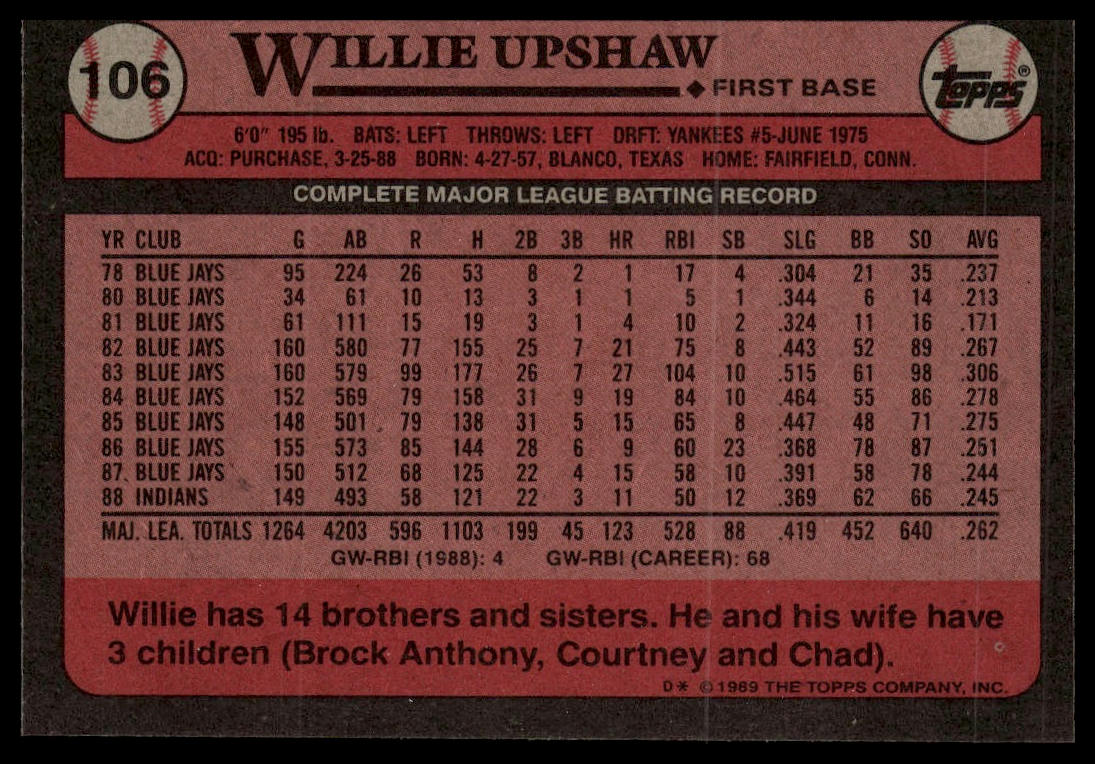 106
WILLIE UPSHAW
FIRST BASE
topps®
6'0" 195 lb. BATS: LEFT THROWS: LEFT DRFT: YANKEES #5-JUNE 1975
ACQ: PURCHASE, 3-25-88 BORN: 4-27-57, BLANCO, TEXAS HOME: FAIRFIELD, CONN.
COMPLETE MAJOR LEAGUE BATTING RECORD
YR CLUB G AB R H 2B 3B HR RBI SB SLG BB SO AVG
78 BLUE JAYS 95 224 26 53 8 2 1 17 4 .304 21 35 .237
80 BLUE JAYS 34 61 10 13 3 1 1 5 1 .344 6 14 .213
81 BLUE JAYS 61 111 15 19 3 1 4 10 2 .324 11 16 .171
82 BLUE JAYS 160 580 77 155 25 7 21 75 8 .443 52 89 .267
83 BLUE JAYS 160 579 99 177 26 7 27 104 10 .515 61 98 .306
84 BLUE JAYS 152 569 79 158 31 9 19 84 10 .464 55 86 .278
85 BLUE JAYS 148 501 79 138 31 5 15 65 8 .447 48 71 .275
86 BLUE JAYS 155 573 85 144 28 6 9 60 23 .368 78 87 .251
87 BLUE JAYS 150 512 68 125 22 4 15 58 10 .391 58 78 .244
88 INDIANS 149 493 58 121 22 3 11 50 12 .369 62 66 .245
MAJ. LEA. TOTALS 1264 4203 596 1103 199 45 123 528 88 .419 452 640 .262
GW-RBI (1988): 4 GW-RBI (CAREER): 68
Willie has 14 brothers and sisters. He and his wife have
3 children (Brock Anthony, Courtney and Chad).
D* ©1989 THE TOPPS COMPANY, INC.